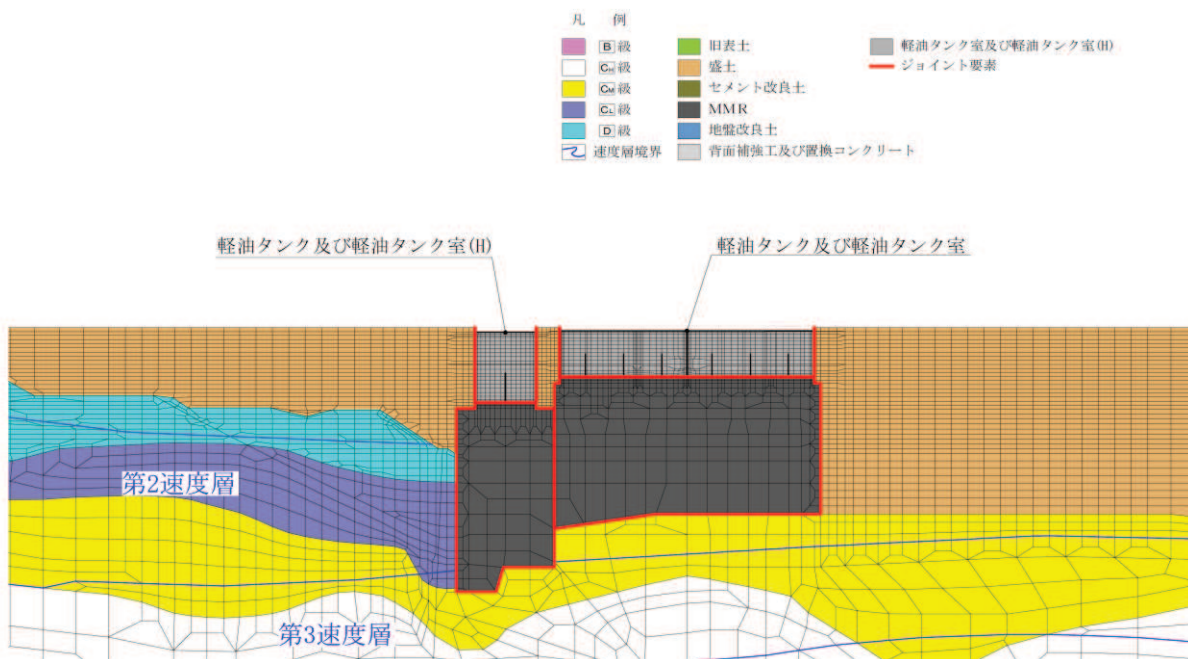 凡 例
B級
CH級
CM級
CL級
D級
速度層境界
旧表土
盛土
セメント改良土
MMR
地盤改良土
背面補強工及び置換コンクリート
軽油タンク室及び軽油タンク室(H)
ジョイント要素
軽油タンク及び軽油タンク室(H)
軽油タンク及び軽油タンク室
第2速度層
第3速度層